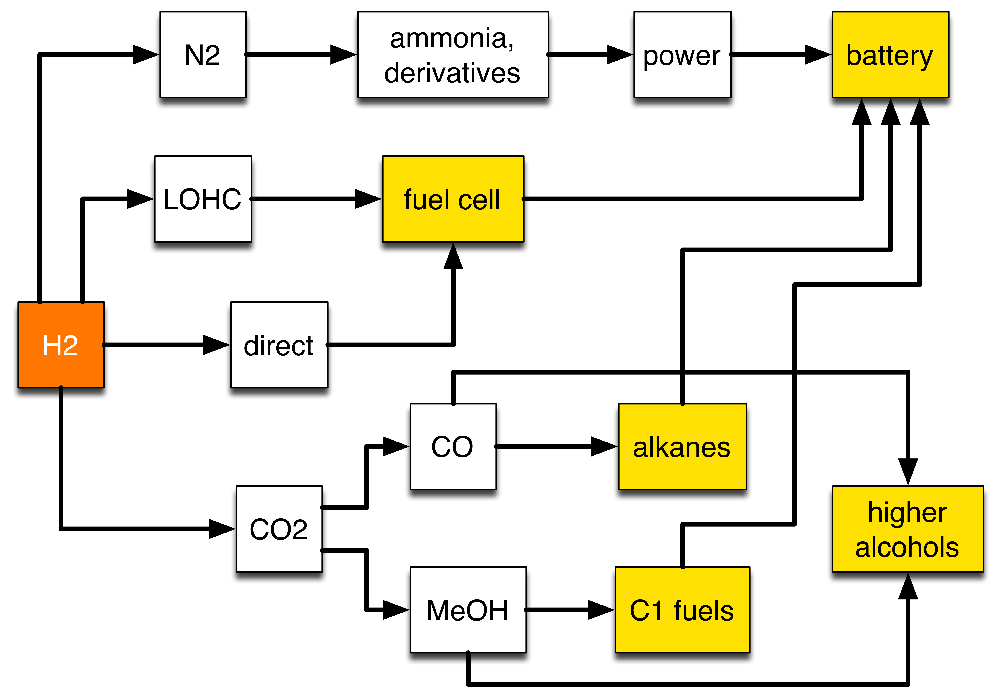 N2
ammonia,
derivatives
power
battery
LOHC
fuel cell
H2
direct
CO
alkanes
CO2
higher
alcohols
MeOH
C1 fuels